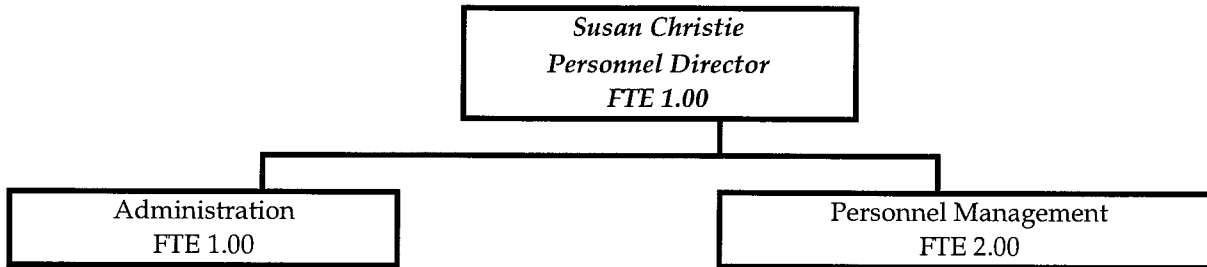 Susan Christie
Personnel Director
FTE 1.00
Administration
FTE 1.00
Personnel Management
FTE 2.00